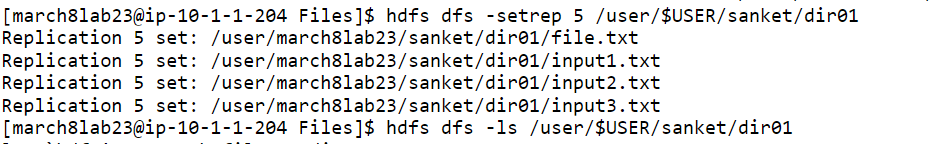 [march8lab23@ip-10-1-1-204 Files]$ hdfs dfs -setrep 5 /user/$USER/sanket/dir01
Replication 5 set: /user/march8lab23/sanket/dir01/file.txt
Replication 5 set: /user/march8lab23/sanket/dir01/input1.txt
Replication 5 set: /user/march8lab23/sanket/dir01/input2.txt
Replication 5 set: /user/march8lab23/sanket/dir01/input3.txt
[march8lab23@ip-10-1-1-204 Files]$ hdfs dfs -ls /user/$USER/sanket/dir01